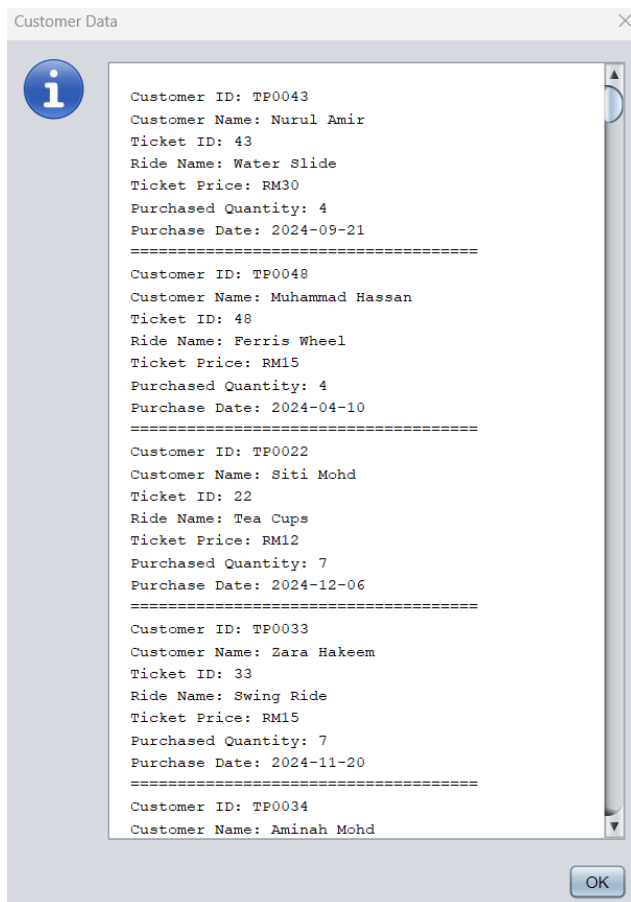 Customer Data
Customer ID: TP0043
Customer Name: Nurul Amir
Ticket ID: 43
Ride Name: Water Slide
Ticket Price: RM30
Purchased Quantity: 4
Purchase Date: 2024-09-21
=====================================
Customer ID: TP0048
Customer Name: Muhammad Hassan
Ticket ID: 48
Ride Name: Ferris Wheel
Ticket Price: RM15
Purchased Quantity: 4
Purchase Date: 2024-04-10
=====================================
Customer ID: TP0022
Customer Name: Siti Mohd
Ticket ID: 22
Ride Name: Tea Cups
Ticket Price: RM12
Purchased Quantity: 7
Purchase Date: 2024-12-06
=====================================
Customer ID: TP0033
Customer Name: Zara Hakeem
Ticket ID: 33
Ride Name: Swing Ride
Ticket Price: RM15
Purchased Quantity: 7
Purchase Date: 2024-11-20
=====================================
Customer ID: TP0034
Customer Name: Aminah Mohd
OK